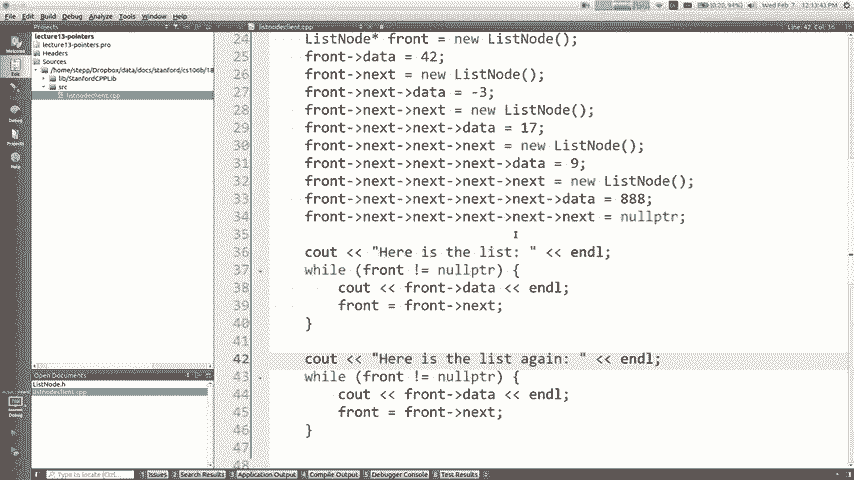 File Edit Build Debug Analyze Tools Window Help
(0:20, 94%) Wed Feb 7 12:13:43 PM
Projects
listnodeclient.cpp
Line: 42, Col: 16
lecture13-pointers
lecture13-pointers.pro
Headers
Sources
/home/stepp/Dropbox/data/docs/stanford/cs106b/18
lib/StanfordCPPLib
src
listnodeclient.cpp
Welcome
Edit
Debug
Projects
Help
24 ListNode* front = new ListNode();
25 front->data = 42;
26 front->next = new ListNode();
27 front->next->data = -3;
28 front->next->next = new ListNode();
29 front->next->next->data = 17;
30 front->next->next->next = new ListNode();
31 front->next->next->next->data = 9;
32 front->next->next->next->next = new ListNode();
33 front->next->next->next->next->data = 888;
34 front->next->next->next->next->next = nullptr;
35
36 cout << "Here is the list: " << endl;
37 while (front != nullptr) {
38 cout << front->data << endl;
39 front = front->next;
40 }
41
42 cout << "Here is the list again: " << endl;
43 while (front != nullptr) {
44 cout << front->data << endl;
45 front = front->next;
46 }
47
48
Open Documents
ListNode.h
listnodeclient.cpp
Debug
Type to locate (Ctrl+K)
1 Issues 2 Search Results 3 Application Output 4 Compile Output 5 Debugger Console 8 Test Results